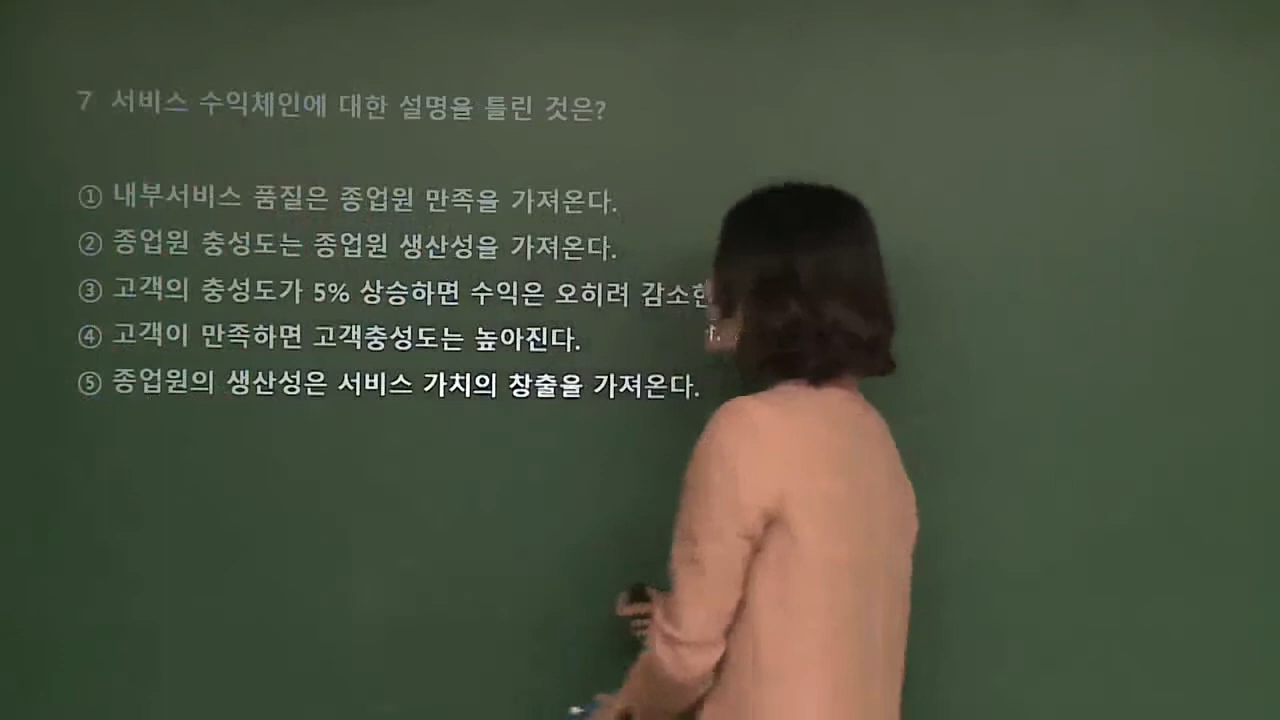 7 서비스 수익체인에 대한 설명을 틀린 것은?
① 내부서비스 품질은 종업원 만족을 가져온다.
② 종업원 충성도는 종업원 생산성을 가져온다.
③ 고객의 충성도가 5% 상승하면 수익은 오히려
④ 고객이 만족하면 고객충성도는 높아진다.
⑤ 종업원의 생산성은 서비스 가치의 창출을 가져온다.